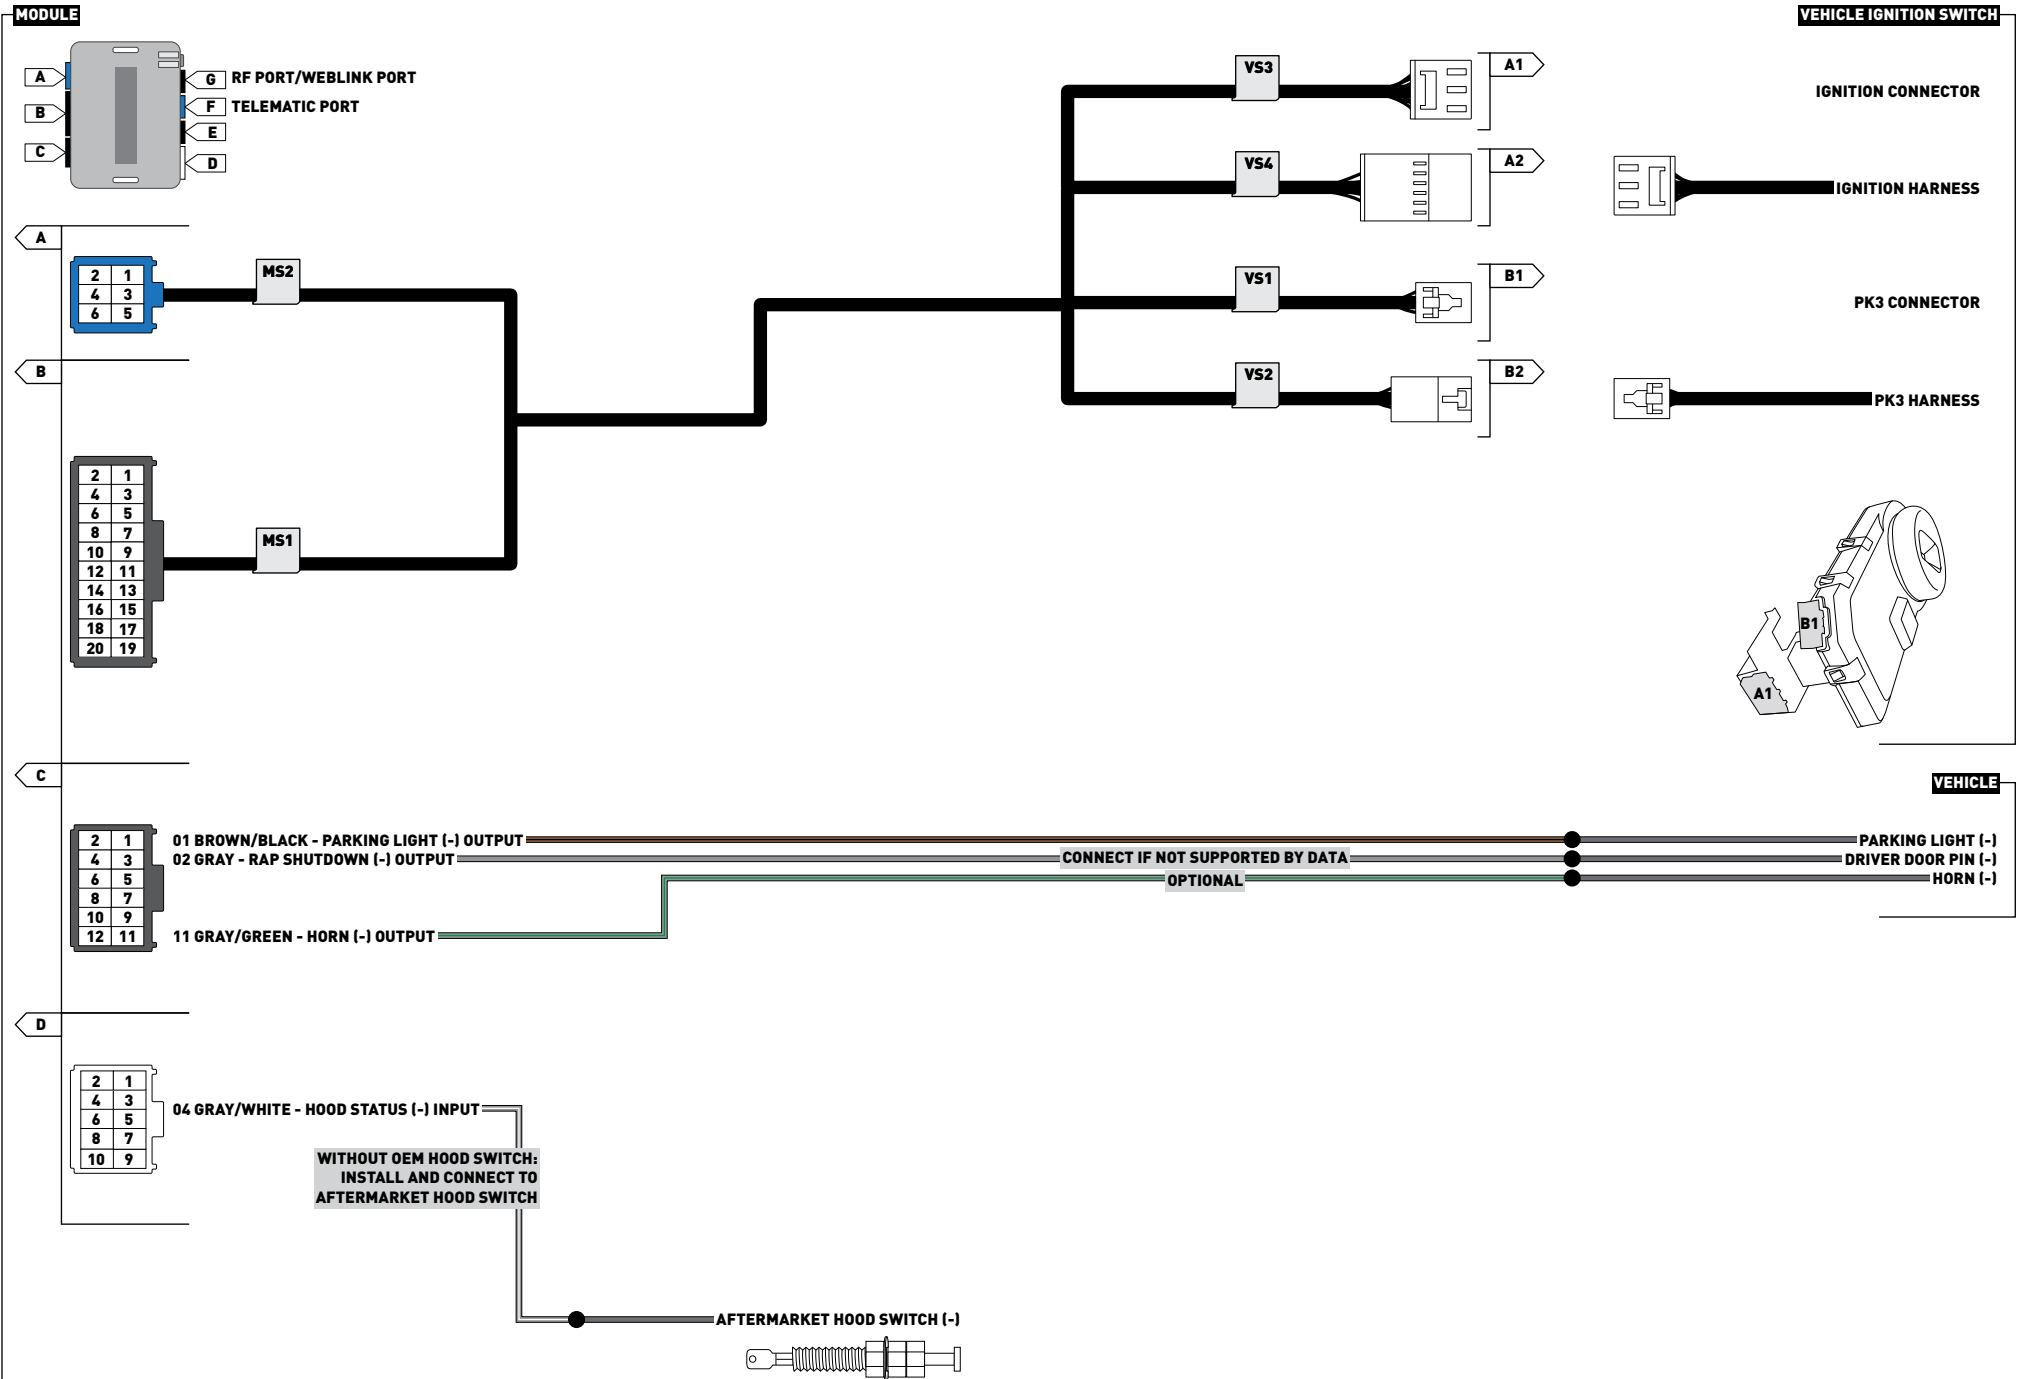 MODULE
VEHICLE IGNITION SWITCH
A
B
C
G RF PORT/WEBLINK PORT
F TELEMATIC PORT
E
D
VS3
A1
IGNITION CONNECTOR
VS4
A2
IGNITION HARNESS
VS1
B1
PK3 CONNECTOR
VS2
B2
PK3 HARNESS
A
2 1
4 3
6 5
MS2
B
2 1
4 3
6 5
8 7
10 9
12 11
14 13
16 15
18 17
20 19
MS1
B1
A1
C
VEHICLE
2 1
4 3
6 5
8 7
10 9
12 11
01 BROWN/BLACK - PARKING LIGHT (-) OUTPUT
PARKING LIGHT (-)
02 GRAY - RAP SHUTDOWN (-) OUTPUT
CONNECT IF NOT SUPPORTED BY DATA
DRIVER DOOR PIN (-)
OPTIONAL
HORN (-)
11 GRAY/GREEN - HORN (-) OUTPUT
D
2 1
4 3
6 5
8 7
10 9
04 GRAY/WHITE - HOOD STATUS (-) INPUT
WITHOUT OEM HOOD SWITCH:
INSTALL AND CONNECT TO
AFTERMARKET HOOD SWITCH
AFTERMARKET HOOD SWITCH (-)